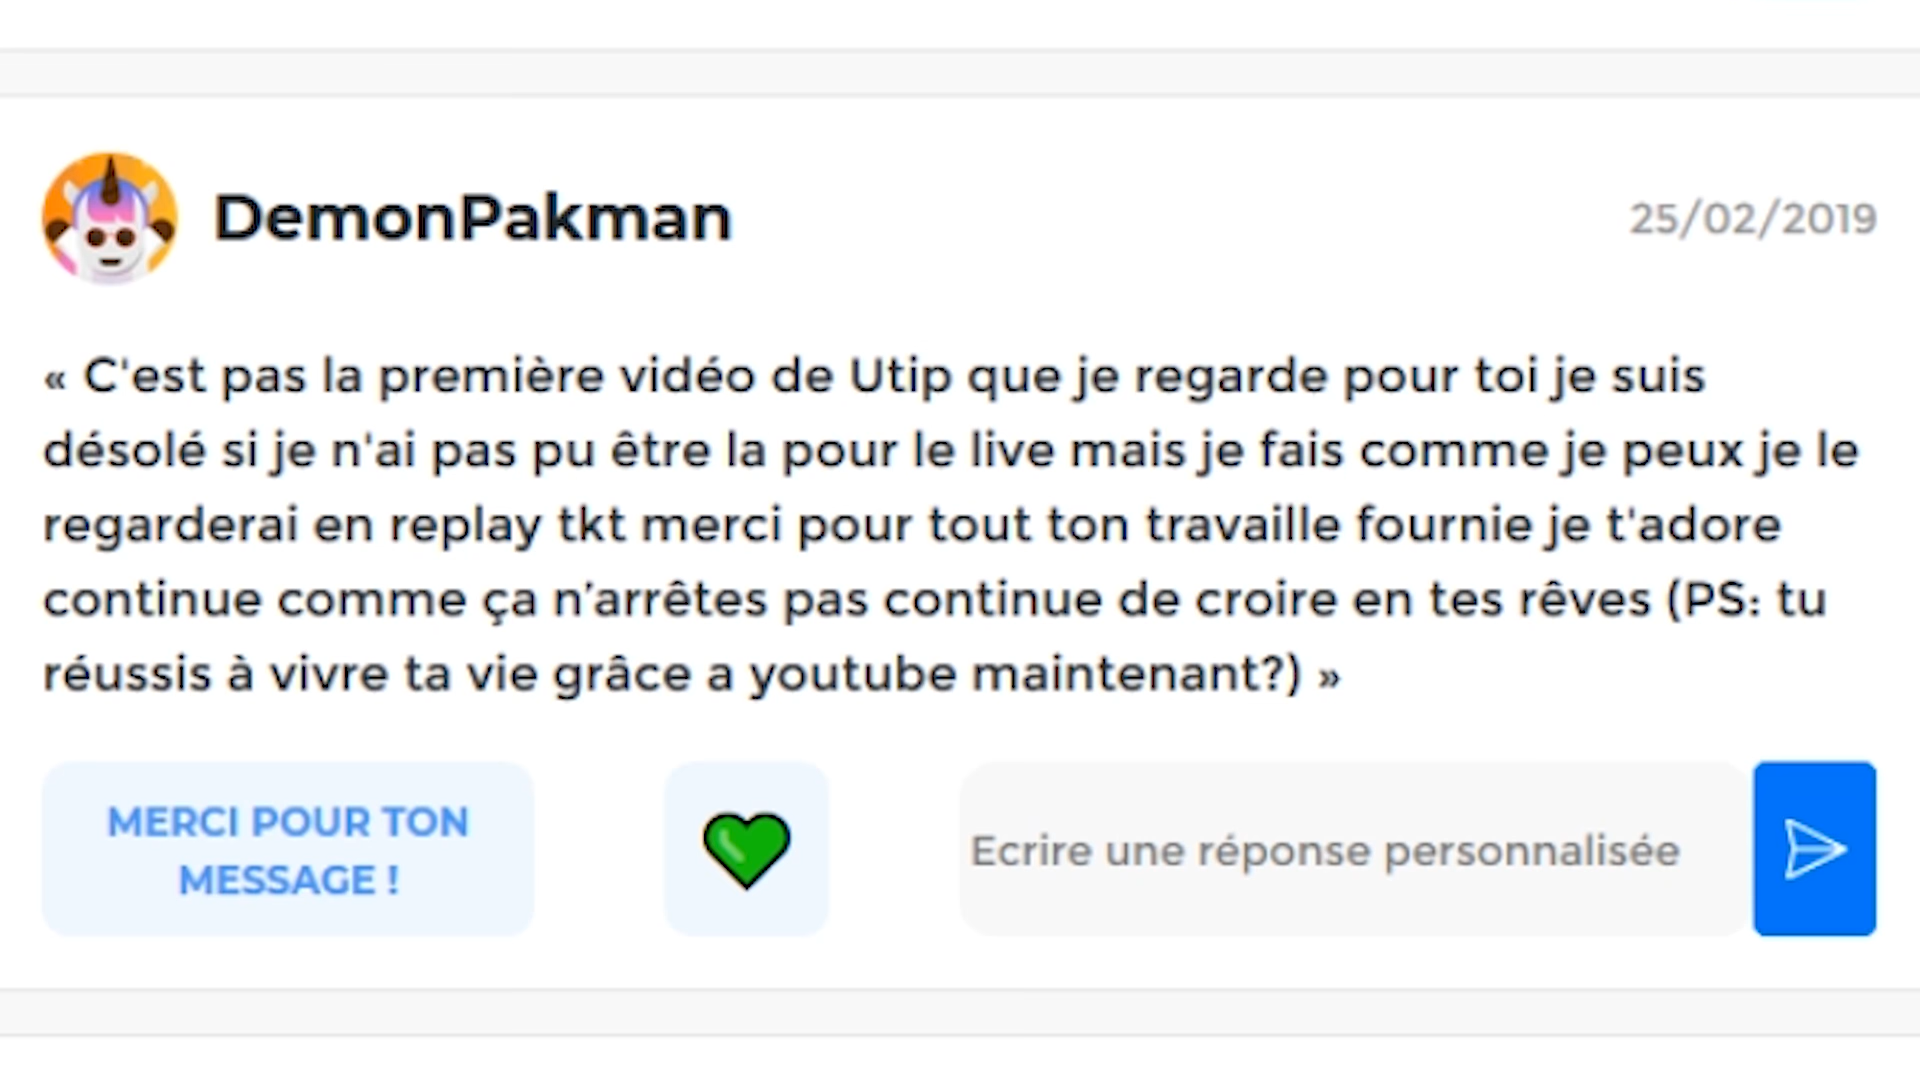 DemonPakman
25/02/2019
« C'est pas la première vidéo de Utip que je regarde pour toi je suis
désolé si je n'ai pas pu être la pour le live mais je fais comme je peux je le
regarderai en replay tkt merci pour tout ton travaille fournie je t'adore
continue comme ça n’arrêtes pas continue de croire en tes rêves (PS: tu
réussis à vivre ta vie grâce a youtube maintenant?) »
MERCI POUR TON
MESSAGE !
Ecrire une réponse personnalisée